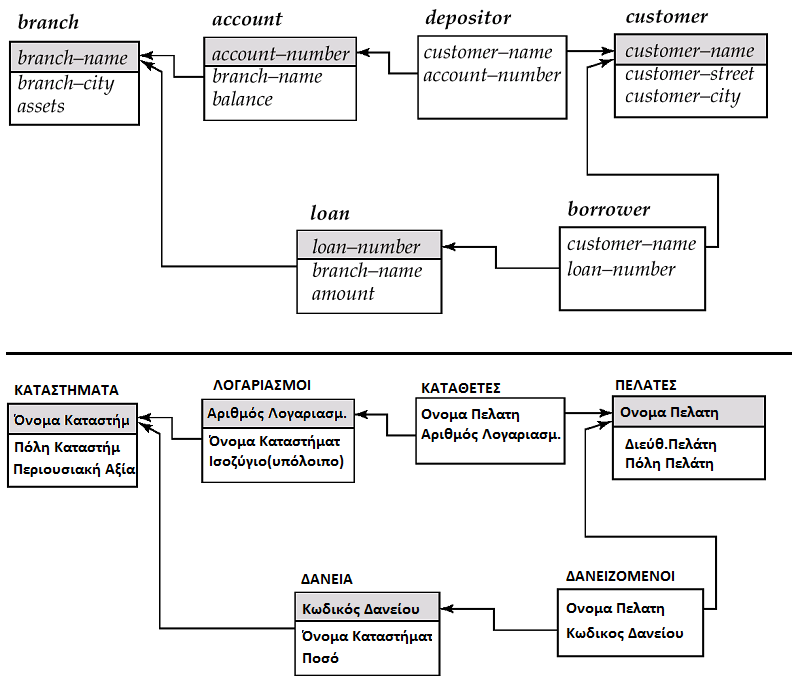 branch
branch–name
branch–city
assets
account
account–number
branch–name
balance
depositor
customer–name
account–number
customer
customer–name
customer–street
customer–city
loan
loan–number
branch–name
amount
borrower
customer–name
loan–number
ΚΑΤΑΣΤΗΜΑΤΑ
Όνομα Καταστήμ
Πόλη Καταστήμ
Περιουσιακή Αξία
ΛΟΓΑΡΙΑΣΜΟΙ
Αριθμός Λογαριασμ.
Όνομα Καταστήματ
Ισοζύγιο(υπόλοιπο)
ΚΑΤΑΘΕΤΕΣ
Ονομα Πελατη
Αριθμός Λογαριασμ.
ΠΕΛΑΤΕΣ
Ονομα Πελατη
Διεύθ.Πελάτη
Πόλη Πελάτη
ΔΑΝΕΙΑ
Κωδικός Δανείου
Όνομα Καταστήματ
Ποσό
ΔΑΝΕΙΖΟΜΕΝΟΙ
Ονομα Πελατη
Κωδικος Δανείου